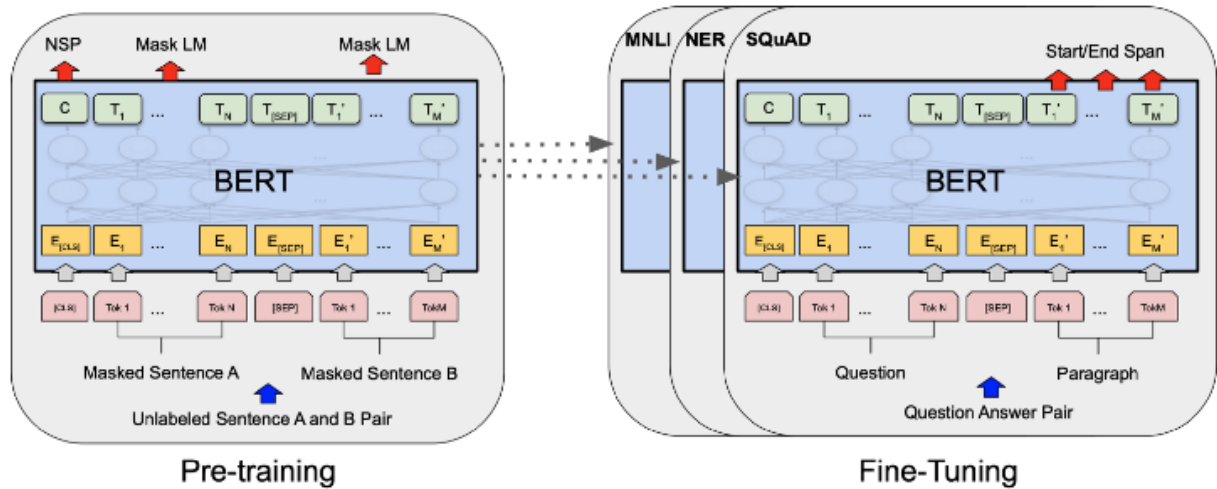 NSP Mask LM Mask LM
C T1 ... TN T[SEP] T1' ... TM'
...
BERT
...
E[CLS] E1 ... EN E[SEP] E1' ... EM'
[CLS] Tok 1 ... Tok N [SEP] Tok 1 ... TokM
Masked Sentence A Masked Sentence B
Unlabeled Sentence A and B Pair
Pre-training
MNLI NER SQuAD
Start/End Span
C T1 ... TN T[SEP] T1' ... TM'
...
BERT
...
E[CLS] E1 ... EN E[SEP] E1' ... EM'
[CLS] Tok 1 ... Tok N [SEP] Tok 1 ... TokM
Question Paragraph
Question Answer Pair
Fine-Tuning